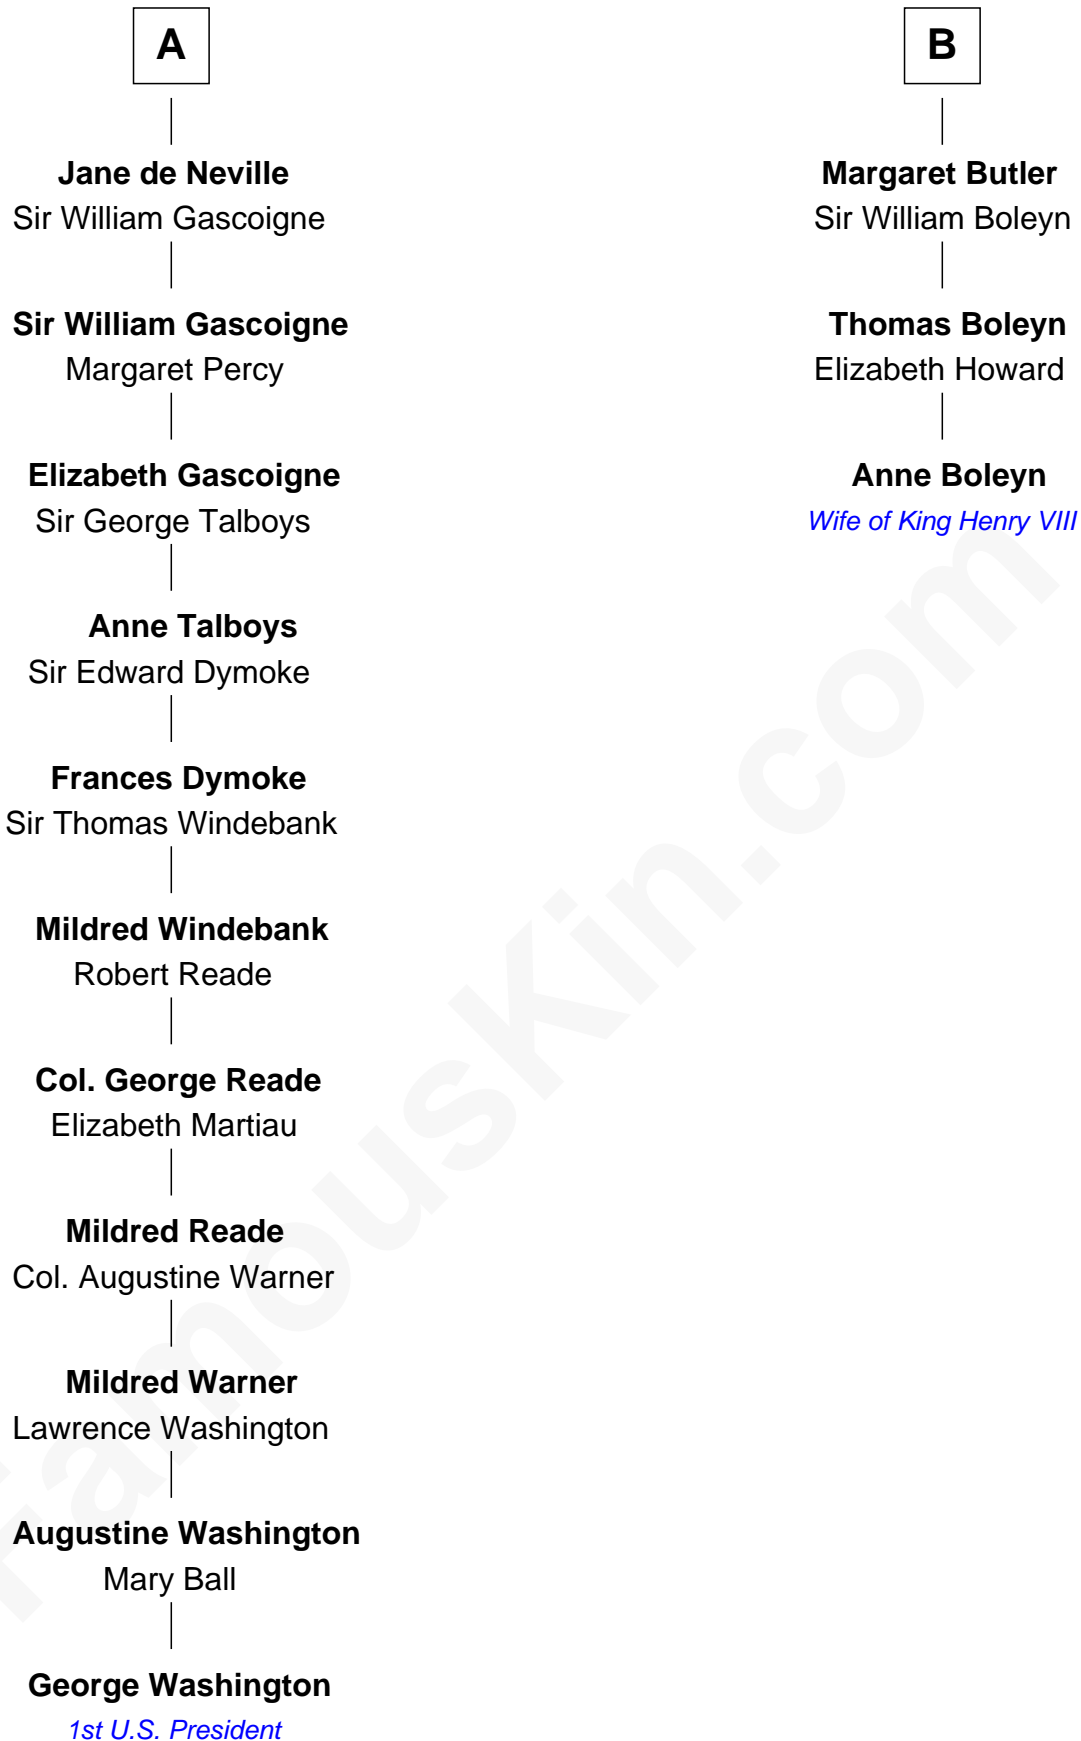 A
Jane de Neville
Sir William Gascoigne
Sir William Gascoigne
Margaret Percy
Elizabeth Gascoigne
Sir George Talboys
Anne Talboys
Sir Edward Dymoke
Frances Dymoke
Sir Thomas Windebank
Mildred Windebank
Robert Reade
Col. George Reade
Elizabeth Martiau
Mildred Reade
Col. Augustine Warner
Mildred Warner
Lawrence Washington
Augustine Washington
Mary Ball
George Washington
1st U.S. President
B
Margaret Butler
Sir William Boleyn
Thomas Boleyn
Elizabeth Howard
Anne Boleyn
Wife of King Henry VIII
FamousKin.com